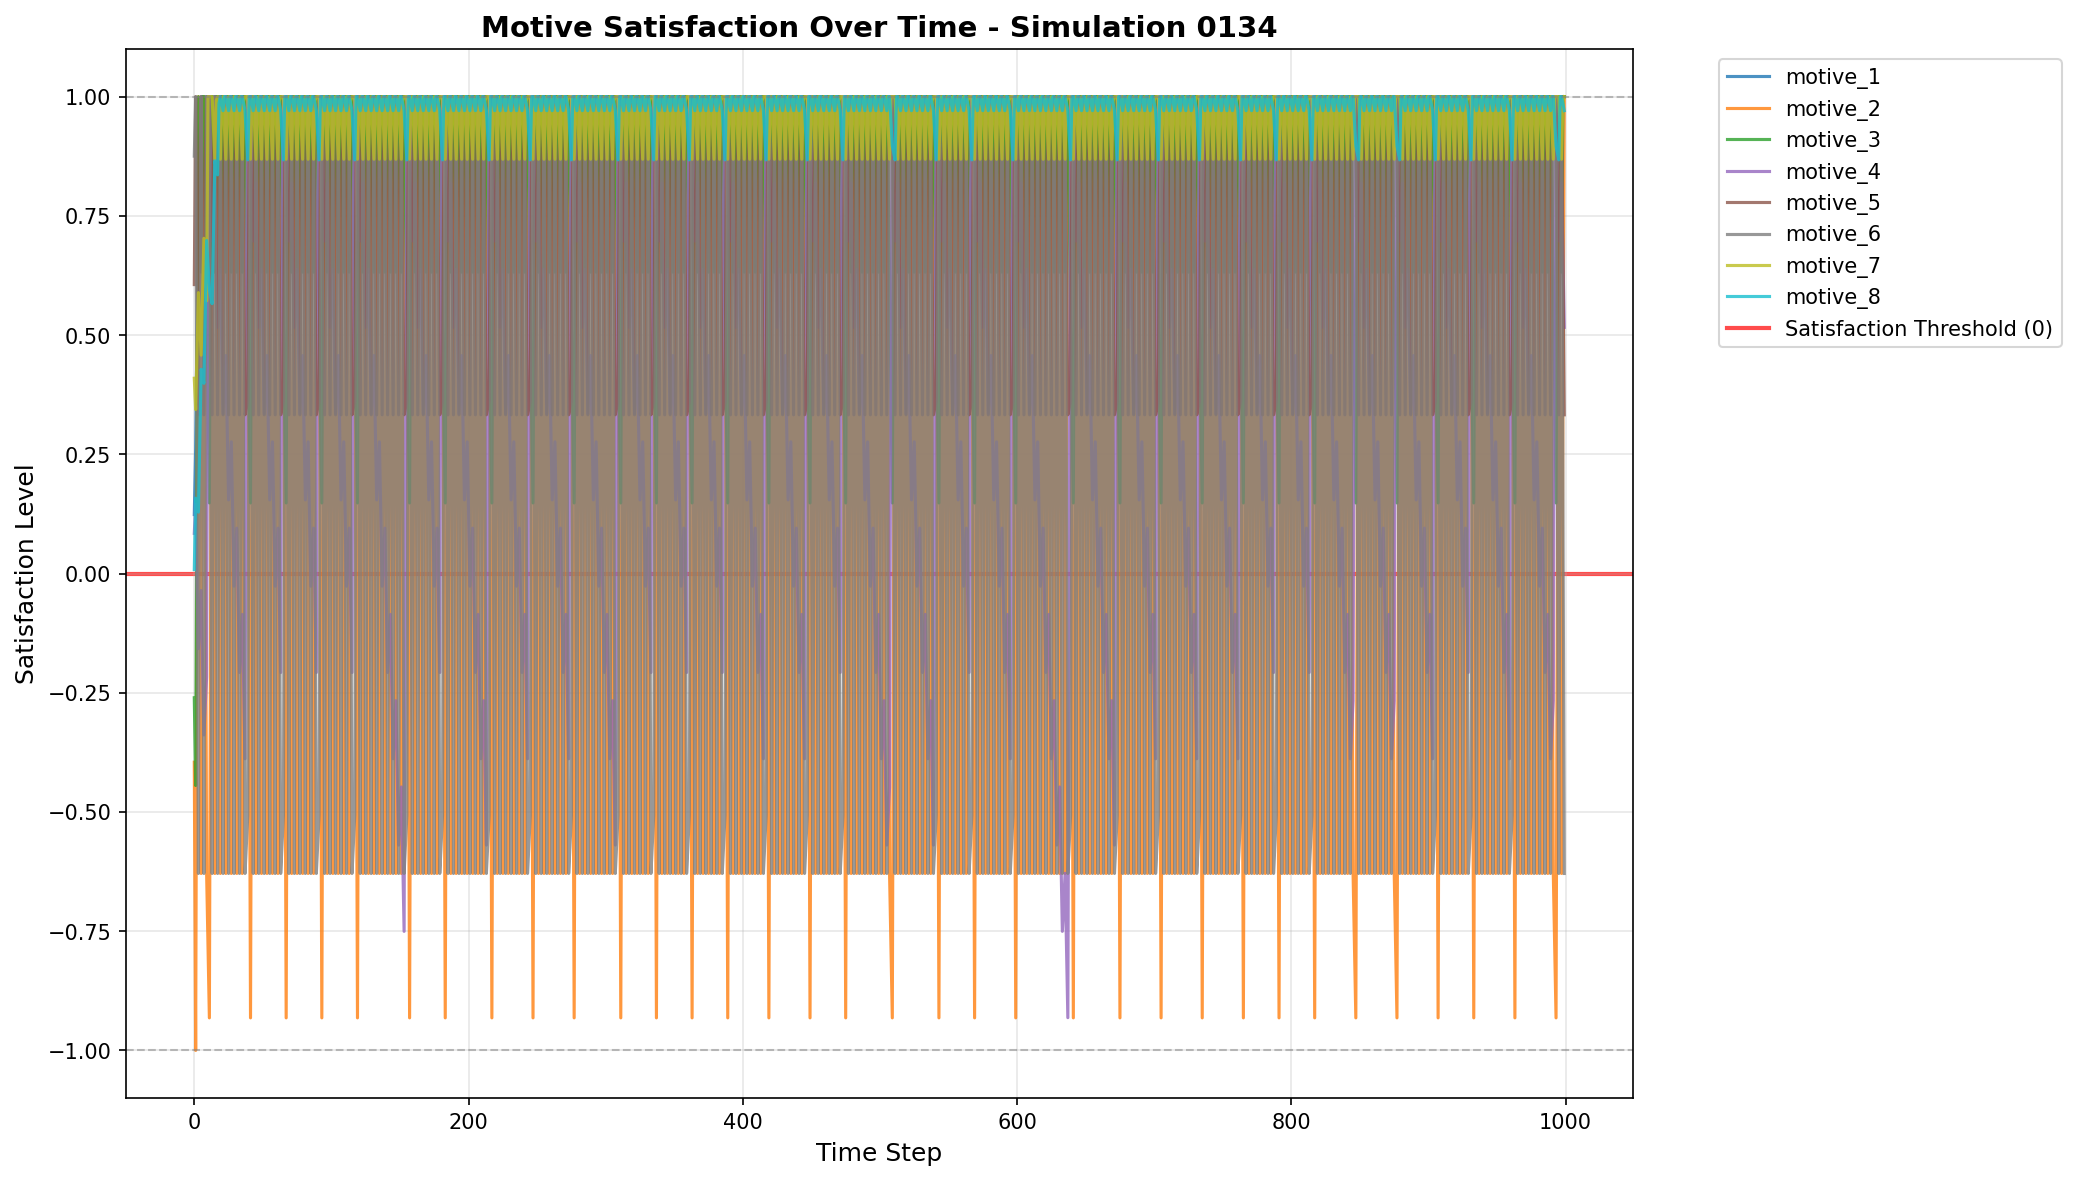 Motive Satisfaction Over Time - Simulation 0134
motive_1
motive_2
motive_3
motive_4
motive_5
motive_6
motive_7
motive_8
Satisfaction Threshold (0)
Satisfaction Level
1.00
0.75
0.50
0.25
0.00
−0.25
−0.50
−0.75
−1.00
0 200 400 600 800 1000
Time Step